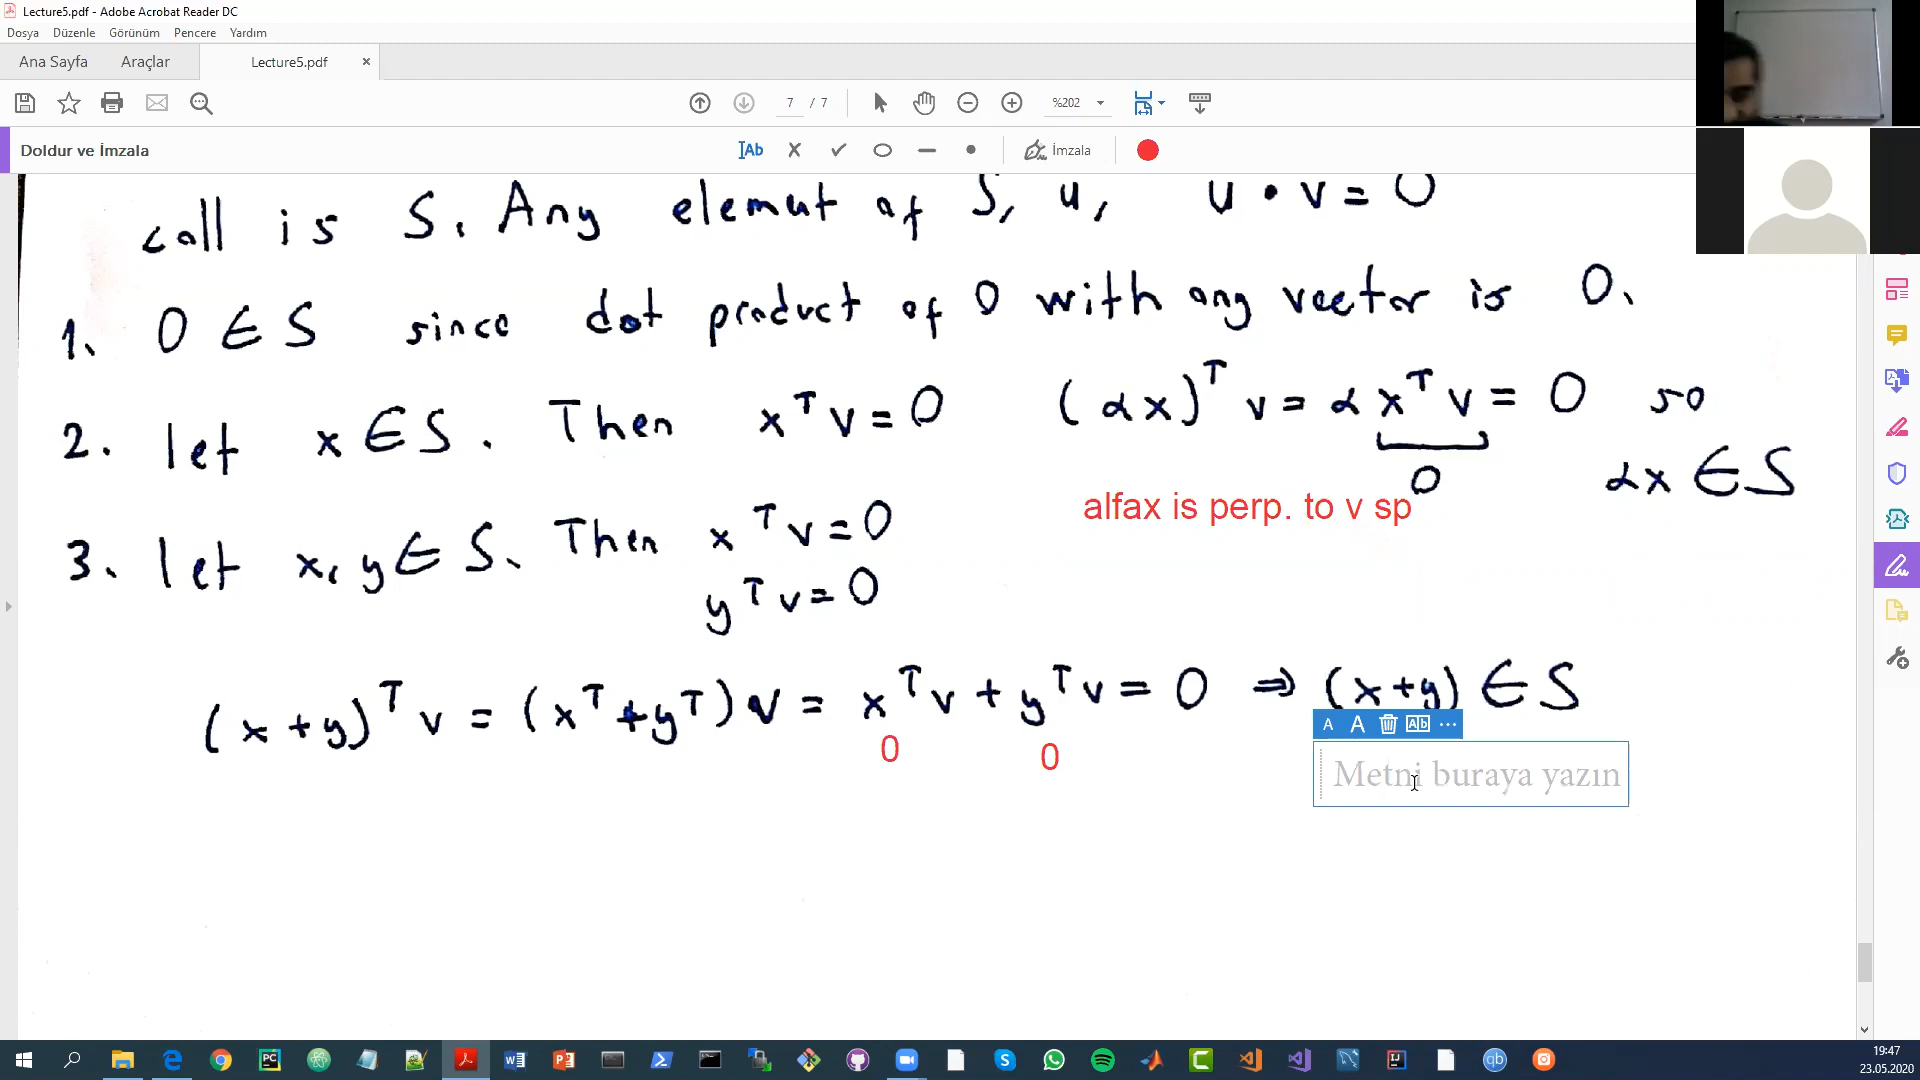 Lecture5.pdf - Adobe Acrobat Reader DC
Dosya Düzenle Görünüm Pencere Yardım
Ana Sayfa Araçlar Lecture5.pdf ×
7 / 7 %202
Doldur ve İmzala
İmzala
call is S. Any element of S, u, u • v = 0
1. 0 ∈ S since dot product of 0 with any vector is 0.
2. let x ∈ S. Then xᵀv = 0 (αx)ᵀ v = α xᵀ v = 0 so
0 αx ∈ S
alfax is perp. to v sp
3. let x, y ∈ S. Then xᵀv = 0
yᵀv = 0
(x + y)ᵀ v = (xᵀ + yᵀ) v = xᵀv + yᵀv = 0 ⇒ (x + y) ∈ S
0 0
Metni buraya yazın
19:47
23.05.2020